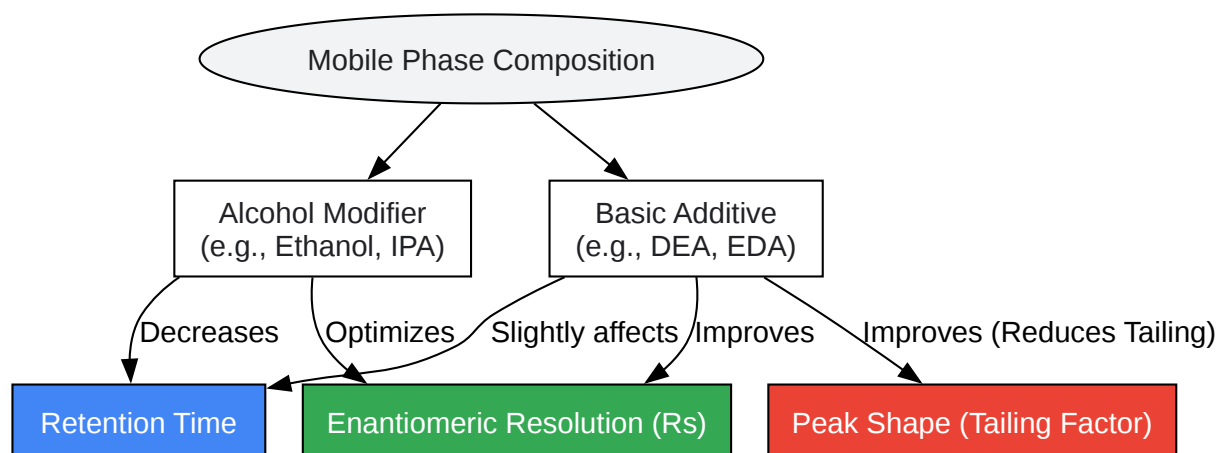 Mobile Phase Composition
Alcohol Modifier
(e.g., Ethanol, IPA)
Basic Additive
(e.g., DEA, EDA)
Decreases
Optimizes
Slightly affects
Improves
Improves (Reduces Tailing)
Retention Time
Enantiomeric Resolution (Rs)
Peak Shape (Tailing Factor)